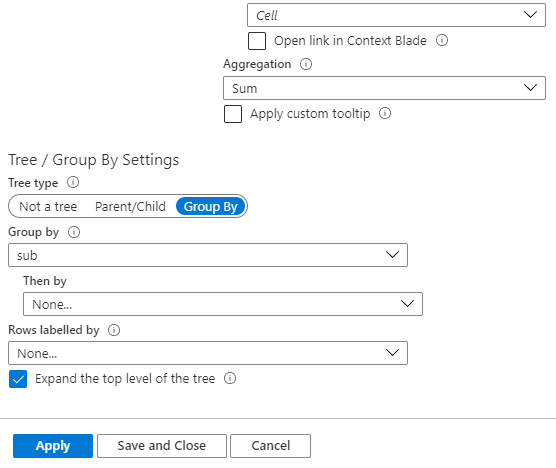 Cell
Open link in Context Blade
Aggregation
Sum
Apply custom tooltip
Tree / Group By Settings
Tree type
Not a tree Parent/Child Group By
Group by
sub
Then by
None...
Rows labelled by
None...
Expand the top level of the tree
Apply Save and Close Cancel